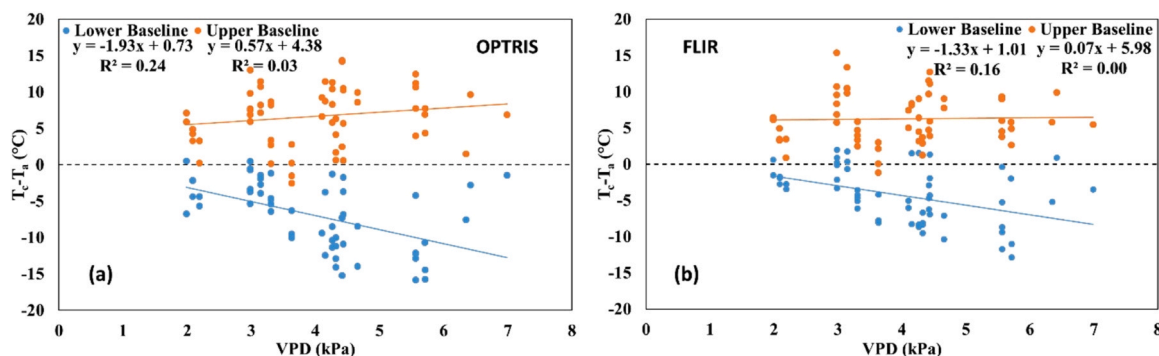 Lower Baseline Upper Baseline
y = -1.93x + 0.73 y = 0.57x + 4.38
R² = 0.24 R² = 0.03
OPTRIS
20
15
10
5
0
-5
-10
-15
-20
Tc-Ta (°C)
(a)
0 1 2 3 4 5 6 7 8
VPD (kPa)
Lower Baseline Upper Baseline
FLIR
y = -1.33x + 1.01 y = 0.07x + 5.98
R² = 0.16 R² = 0.00
20
15
10
5
0
-5
-10
-15
-20
Tc-Ta (°C)
(b)
0 1 2 3 4 5 6 7 8
VPD (kPa)